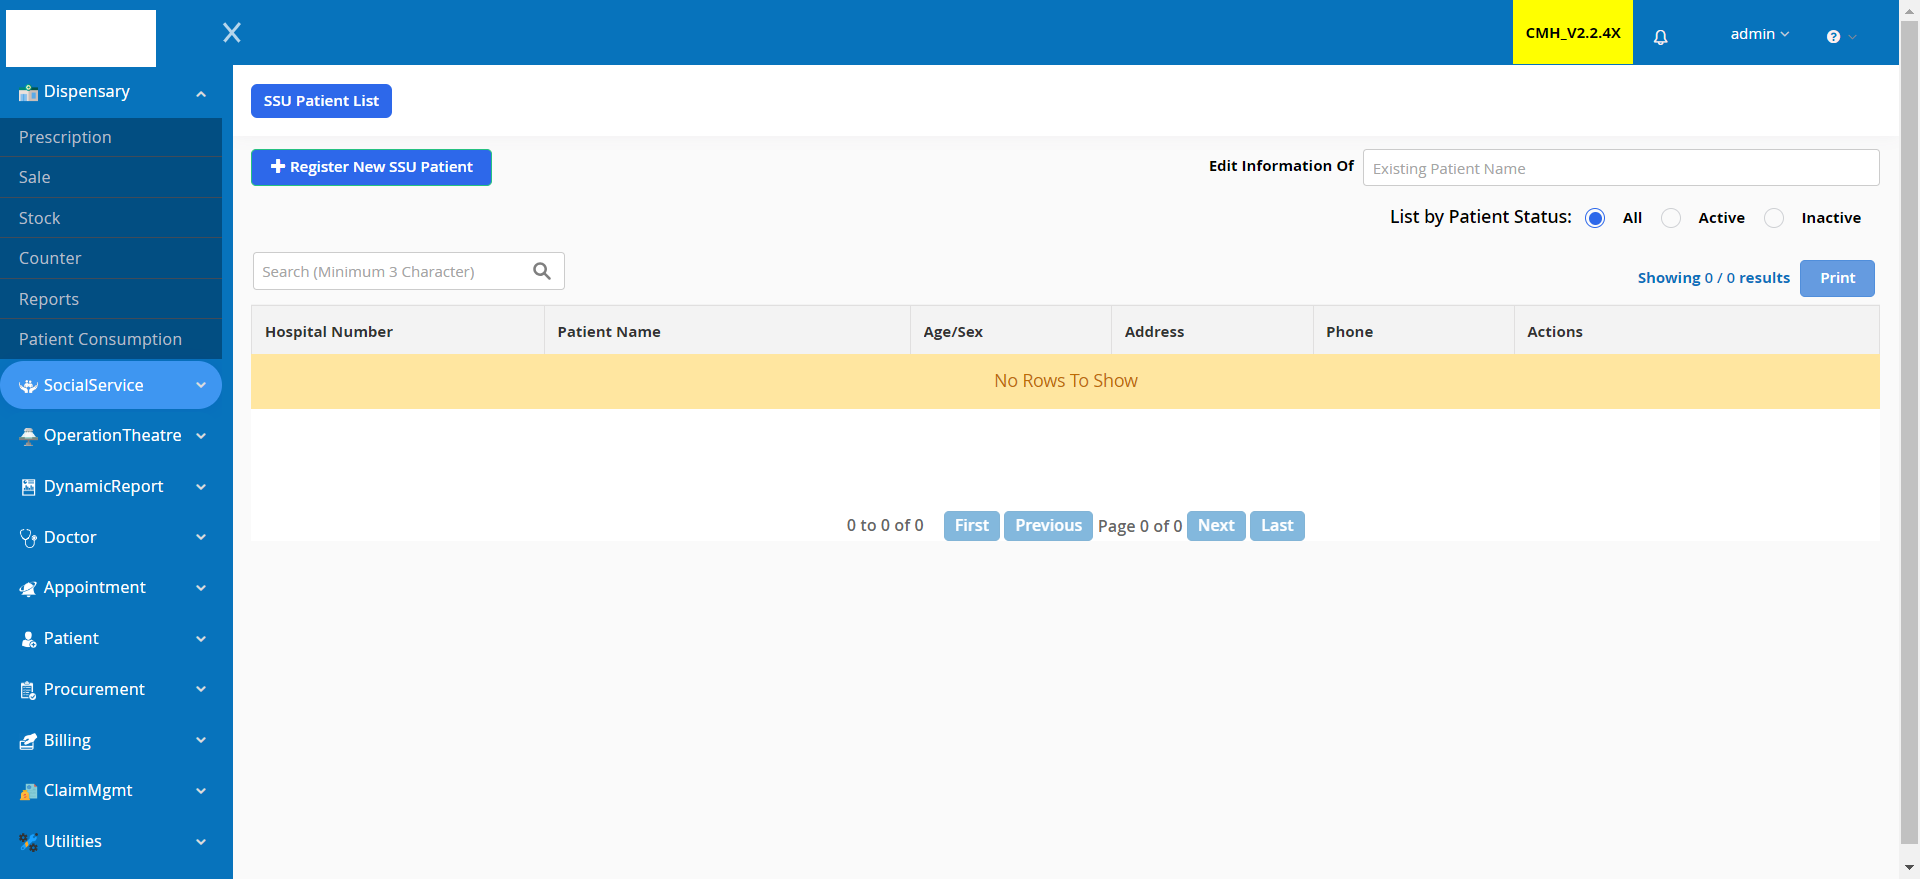 CMH_V2.2.4X
admin
Dispensary
Prescription
Sale
Stock
Counter
Reports
Patient Consumption
SocialService
OperationTheatre
DynamicReport
Doctor
Appointment
Patient
Procurement
Billing
ClaimMgmt
Utilities
SSU Patient List
Register New SSU Patient
Edit Information Of Existing Patient Name
List by Patient Status: All Active Inactive
Search (Minimum 3 Character)
Showing 0 / 0 results Print
Hospital Number Patient Name Age/Sex Address Phone Actions
No Rows To Show
0 to 0 of 0 First Previous Page 0 of 0 Next Last